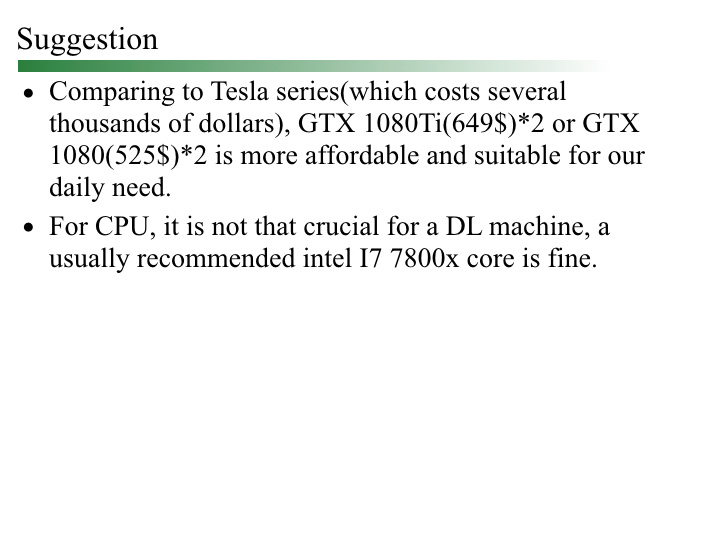 Suggestion
• Comparing to Tesla series(which costs several
thousands of dollars), GTX 1080Ti(649$)*2 or GTX
1080(525$)*2 is more affordable and suitable for our
daily need.
• For CPU, it is not that crucial for a DL machine, a
usually recommended intel I7 7800x core is fine.